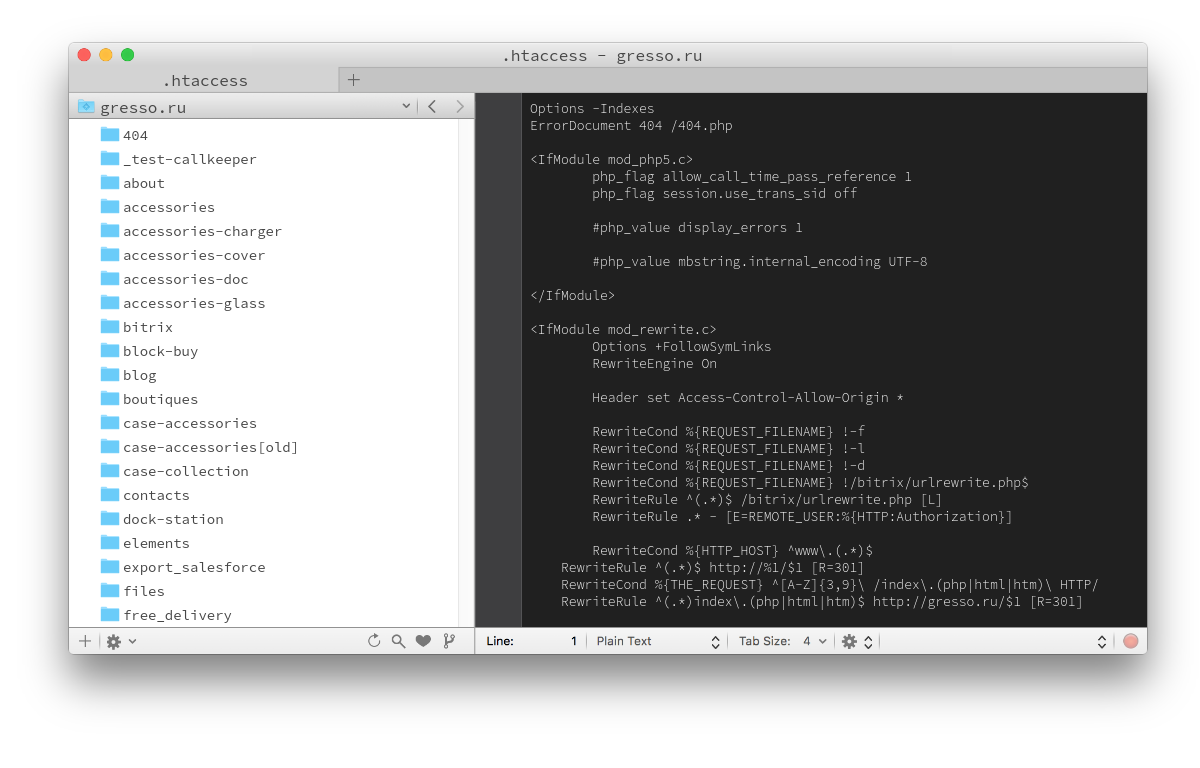 .htaccess — gresso.ru
.htaccess
gresso.ru
404
_test-callkeeper
about
accessories
accessories-charger
accessories-cover
accessories-doc
accessories-glass
bitrix
block-buy
blog
boutiques
case-accessories
case-accessories[old]
case-collection
contacts
dock-station
elements
export_salesforce
files
free_delivery
Options -Indexes
ErrorDocument 404 /404.php
<IfModule mod_php5.c>
php_flag allow_call_time_pass_reference 1
php_flag session.use_trans_sid off
#php_value display_errors 1
#php_value mbstring.internal_encoding UTF-8
</IfModule>
<IfModule mod_rewrite.c>
Options +FollowSymLinks
RewriteEngine On
Header set Access-Control-Allow-Origin *
RewriteCond %{REQUEST_FILENAME} !-f
RewriteCond %{REQUEST_FILENAME} !-l
RewriteCond %{REQUEST_FILENAME} !-d
RewriteCond %{REQUEST_FILENAME} !/bitrix/urlrewrite.php$
RewriteRule ^(.*)$ /bitrix/urlrewrite.php [L]
RewriteRule .* - [E=REMOTE_USER:%{HTTP:Authorization}]
RewriteCond %{HTTP_HOST} ^www\.(.*)$
RewriteRule ^(.*)$ http://%1/$1 [R=301]
RewriteCond %{THE_REQUEST} ^[A-Z]{3,9}\ /index\.(php|html|htm)\ HTTP/
RewriteRule ^(.*)index\.(php|html|htm)$ http://gresso.ru/$1 [R=301]
Line: 1 Plain Text Tab Size: 4